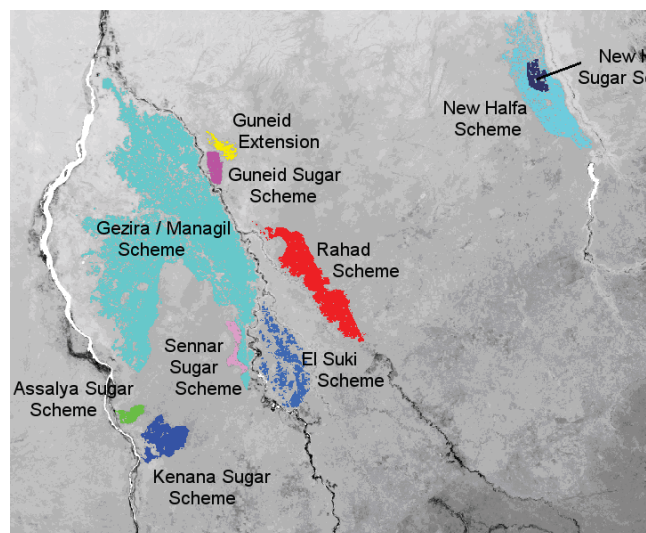 New
Sugar
New Halfa
Scheme
Guneid
Extension
Guneid Sugar
Scheme
Gezira / Managil
Scheme
Rahad
Scheme
Sennar
Sugar
Scheme
El Suki
Scheme
Assalya Sugar
Scheme
Kenana Sugar
Scheme